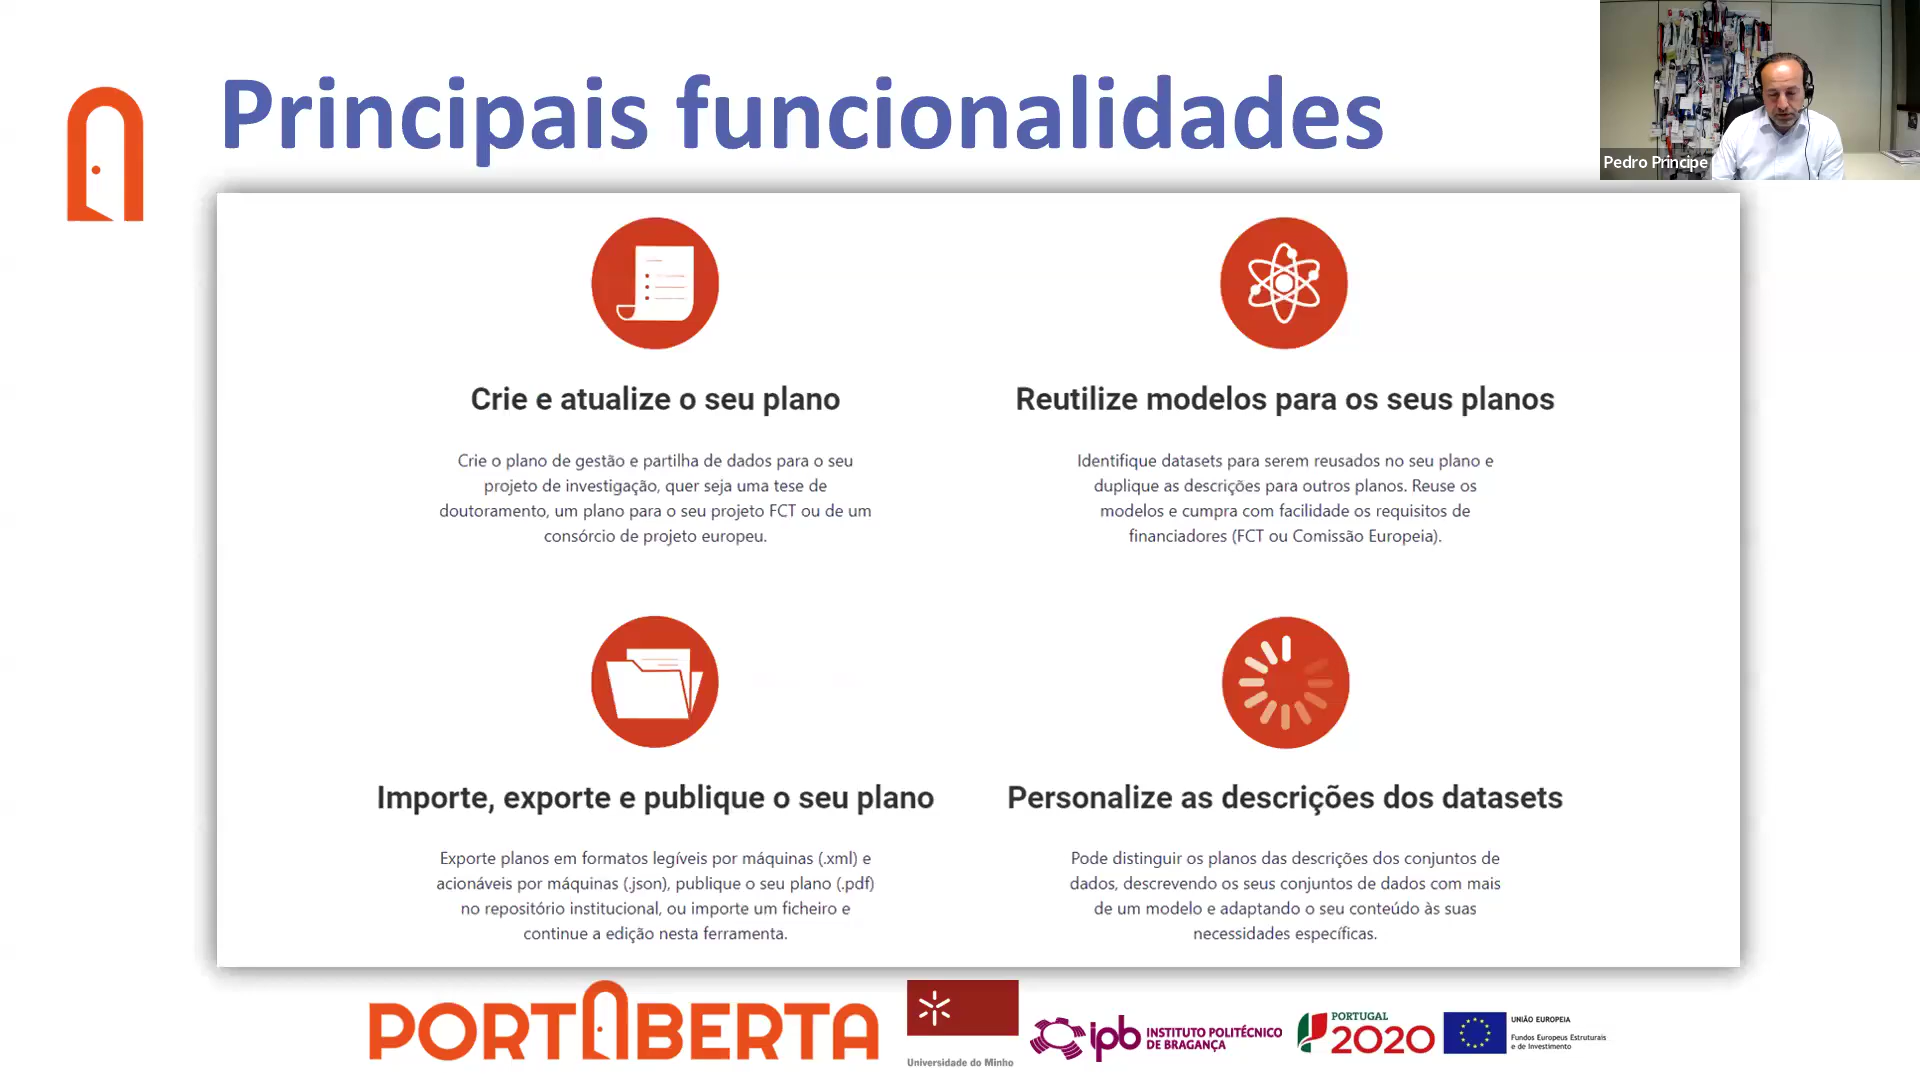 Principais funcionalidades
Pedro Principe
Crie e atualize o seu plano
Crie o plano de gestão e partilha de dados para o seu
projeto de investigação, quer seja uma tese de
doutoramento, um plano para o seu projeto FCT ou de um
consórcio de projeto europeu.
Reutilize modelos para os seus planos
Identifique datasets para serem reusados no seu plano e
duplique as descrições para outros planos. Reuse os
modelos e cumpra com facilidade os requisitos de
financiadores (FCT ou Comissão Europeia).
Importe, exporte e publique o seu plano
Exporte planos em formatos legíveis por máquinas (.xml) e
acionáveis por máquinas (.json), publique o seu plano (.pdf)
no repositório institucional, ou importe um ficheiro e
continue a edição nesta ferramenta.
Personalize as descrições dos datasets
Pode distinguir os planos das descrições dos conjuntos de
dados, descrevendo os seus conjuntos de dados com mais
de um modelo e adaptando o seu conteúdo às suas
necessidades específicas.
PORTABERTA
Universidade do Minho
ipb
INSTITUTO POLITÉCNICO
DE BRAGANÇA
PORTUGAL
2020
UNIÃO EUROPEIA
Fundos Europeus Estruturais
e de Investimento